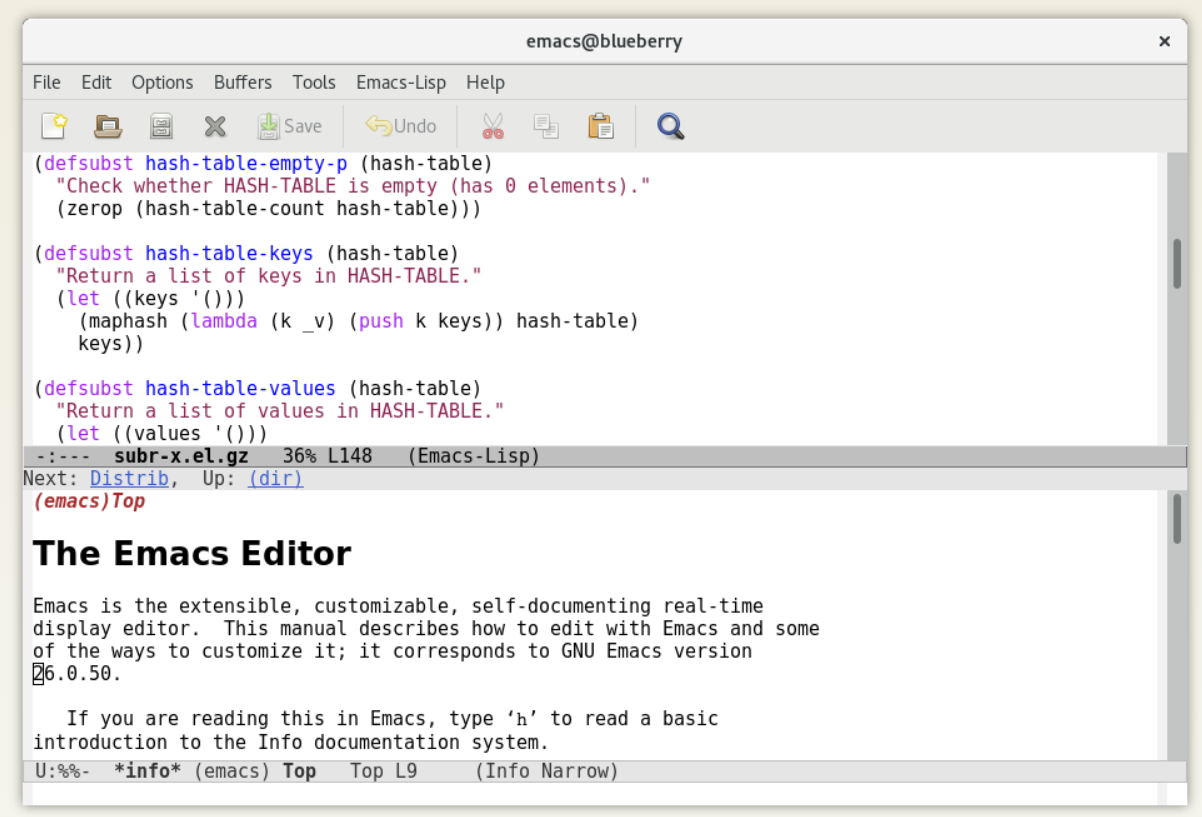 emacs@blueberry ×
File Edit Options Buffers Tools Emacs-Lisp Help
Save Undo
(defsubst hash-table-empty-p (hash-table)
  "Check whether HASH-TABLE is empty (has 0 elements)."
  (zerop (hash-table-count hash-table)))

(defsubst hash-table-keys (hash-table)
  "Return a list of keys in HASH-TABLE."
  (let ((keys '()))
    (maphash (lambda (k _v) (push k keys)) hash-table)
    keys))

(defsubst hash-table-values (hash-table)
  "Return a list of values in HASH-TABLE."
  (let ((values '()))
-:---  subr-x.el.gz   36% L148   (Emacs-Lisp)
Next: Distrib,  Up: (dir)
(emacs)Top
The Emacs Editor
Emacs is the extensible, customizable, self-documenting real-time
display editor.  This manual describes how to edit with Emacs and some
of the ways to customize it; it corresponds to GNU Emacs version
26.0.50.

   If you are reading this in Emacs, type ‘h’ to read a basic
introduction to the Info documentation system.
U:%%-  *info* (emacs) Top   Top L9     (Info Narrow)